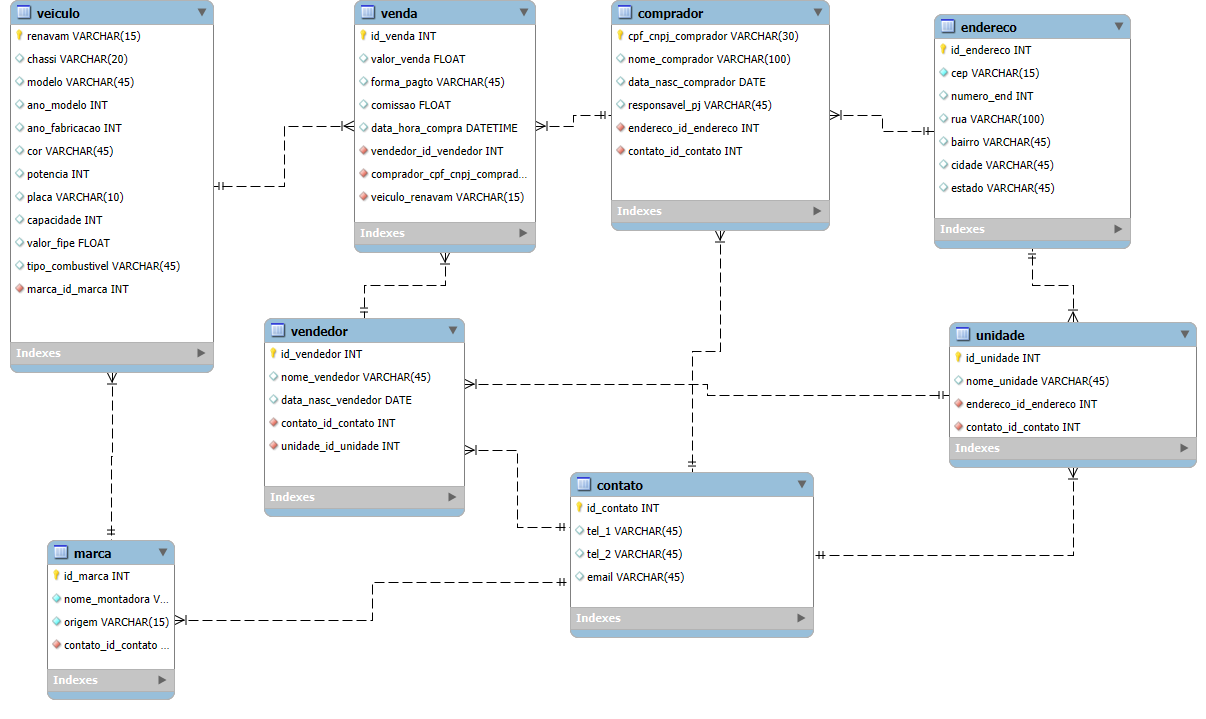 veiculo
renavam VARCHAR(15)
chassi VARCHAR(20)
modelo VARCHAR(45)
ano_modelo INT
ano_fabricacao INT
cor VARCHAR(45)
potencia INT
placa VARCHAR(10)
capacidade INT
valor_fipe FLOAT
tipo_combustivel VARCHAR(45)
marca_id_marca INT
Indexes
venda
id_venda INT
valor_venda FLOAT
forma_pagto VARCHAR(45)
comissao FLOAT
data_hora_compra DATETIME
vendedor_id_vendedor INT
comprador_cpf_cnpj_comprad...
veiculo_renavam VARCHAR(15)
Indexes
comprador
cpf_cnpj_comprador VARCHAR(30)
nome_comprador VARCHAR(100)
data_nasc_comprador DATE
responsavel_pj VARCHAR(45)
endereco_id_endereco INT
contato_id_contato INT
Indexes
endereco
id_endereco INT
cep VARCHAR(15)
numero_end INT
rua VARCHAR(100)
bairro VARCHAR(45)
cidade VARCHAR(45)
estado VARCHAR(45)
Indexes
vendedor
id_vendedor INT
nome_vendedor VARCHAR(45)
data_nasc_vendedor DATE
contato_id_contato INT
unidade_id_unidade INT
Indexes
unidade
id_unidade INT
nome_unidade VARCHAR(45)
endereco_id_endereco INT
contato_id_contato INT
Indexes
contato
id_contato INT
tel_1 VARCHAR(45)
tel_2 VARCHAR(45)
email VARCHAR(45)
Indexes
marca
id_marca INT
nome_montadora V...
origem VARCHAR(15)
contato_id_contato ...
Indexes